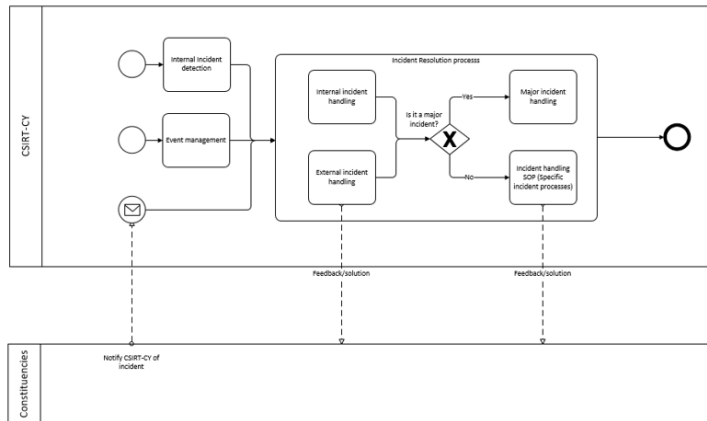 CSIRT-CY
Internal Incident
detection
Event management
Incident Resolution processs
Internal incident
handling
External incident
handling
Is it a major
incident?
Yes
No
Major incident
handling
Incident handling
SOP (Specific
incident processes)
Feedback/solution
Feedback/solution
Notify CSIRT-CY of
incident
Constituencies